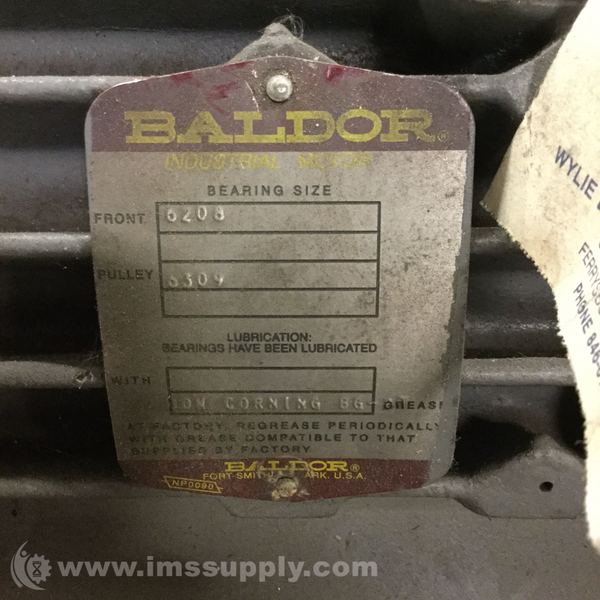 BALDOR®
INDUSTRIAL MOTOR
BEARING SIZE
FRONT 6208
PULLEY 6309
LUBRICATION:
BEARINGS HAVE BEEN LUBRICATED
WITH
DOW CORNING BG- GREASE
AT FACTORY, REGREASE PERIODICALLY
WITH GREASE COMPATIBLE TO THAT
SUPPLIED BY FACTORY
BALDOR®
FORT SMITH, ARK. U.S.A.
NP0090
WYLIE
PHONE
www.imssupply.com